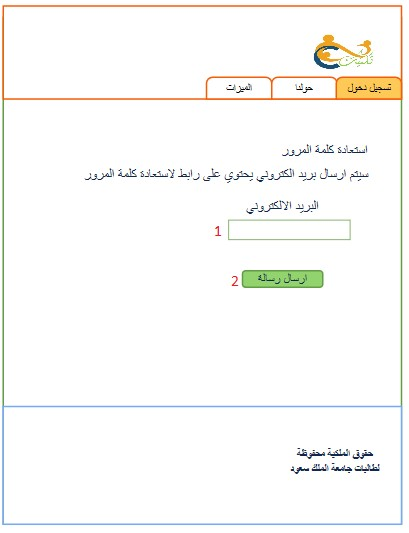 تسجيل دخول
حولنا
الميزات
استعادة كلمة المرور
سيتم ارسال بريد الكتروني يحتوي على رابط لاستعادة كلمة المرور
البريد الالكتروني
1
ارسال رسالة
2
حقوق الملكية محفوظة
لطالبات جامعة الملك سعود